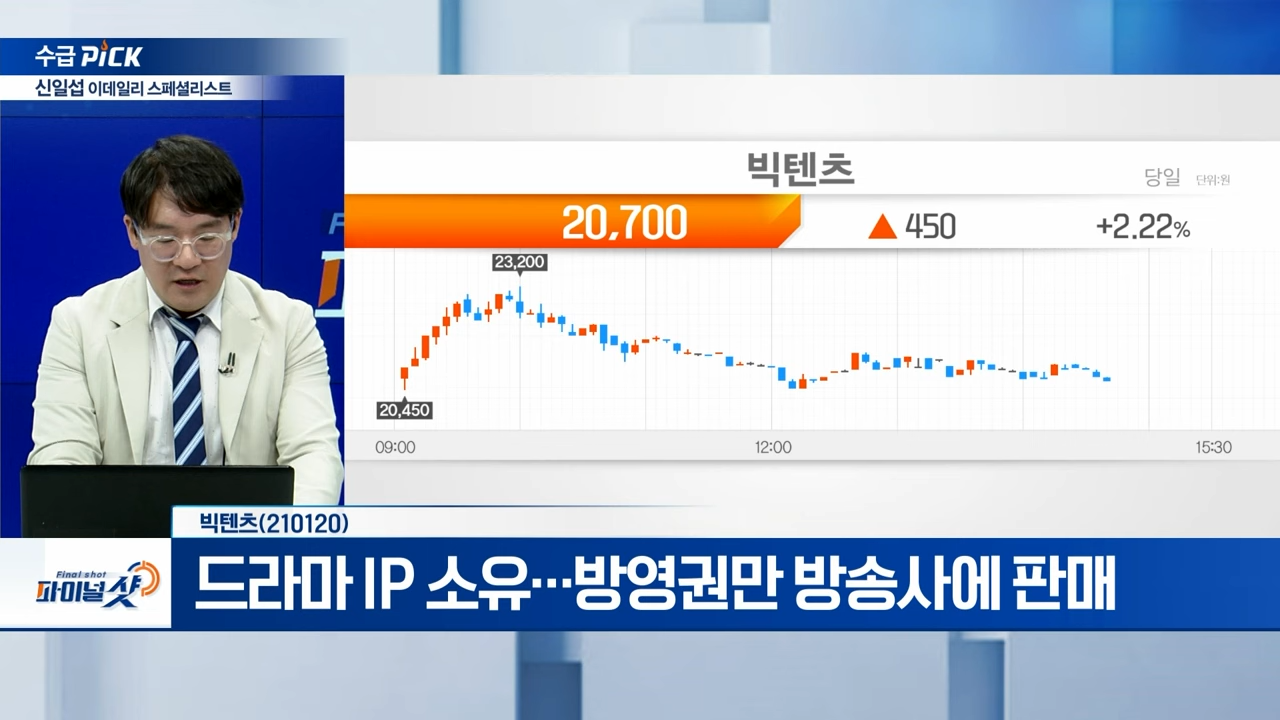 수급 PiCK
신일섭 이데일리 스페셜리스트
빅텐츠
당일 단위:원
20,700 ▲ 450 +2.22%
23,200
20,450
09:00 12:00 15:30
빅텐츠(210120)
Final shot
파이널샷
드라마 IP 소유…방영권만 방송사에 판매